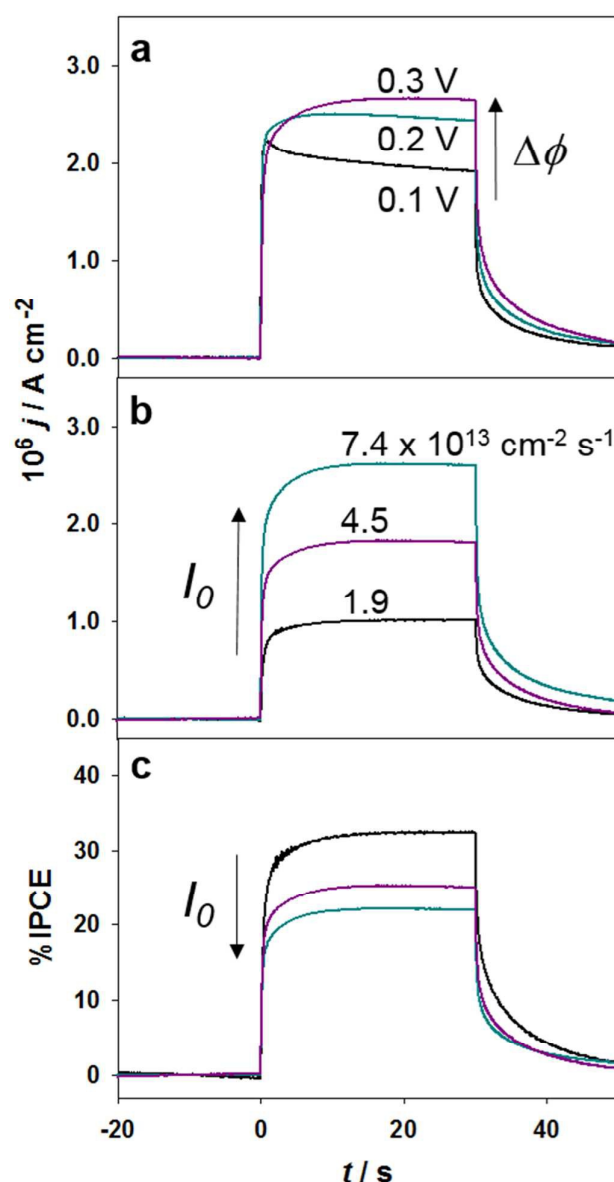 a
3.0
2.0
1.0
0.0
0.3 V
0.2 V
0.1 V
Δϕ
10⁶ j / A cm⁻²
b
3.0
2.0
1.0
0.0
7.4 x 10¹³ cm⁻² s⁻¹
4.5
1.9
I₀
c
40
30
20
10
0
%IPCE
I₀
-20 0 20 40
t / s